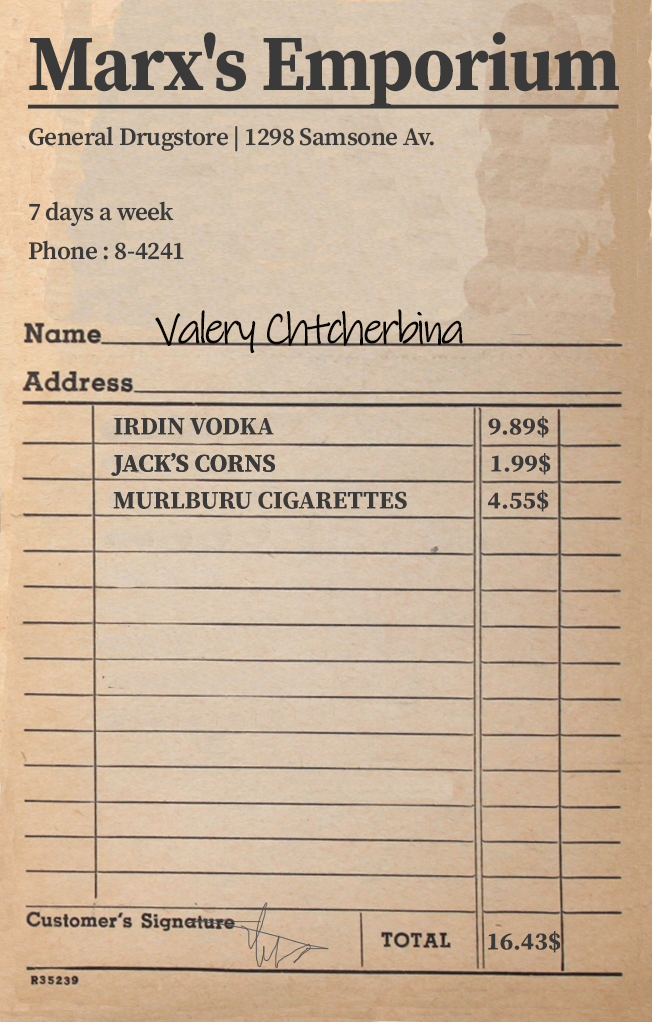 Marx's Emporium
General Drugstore | 1298 Samsone Av.
7 days a week
Phone : 8-4241
Name Valery Chtcherbina
Address
IRDIN VODKA 9.89$
JACK’S CORNS 1.99$
MURLBURU CIGARETTES 4.55$
Customer's Signature TOTAL 16.43$
R35239